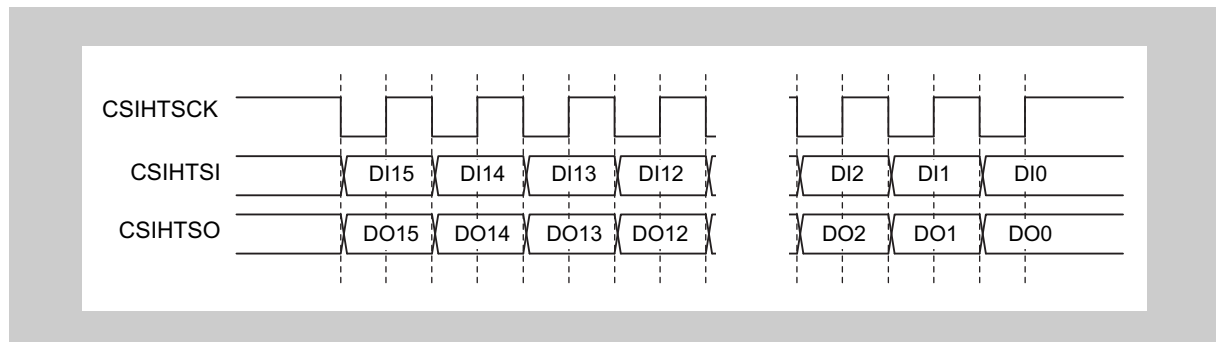 CSIHTSCK
CSIHTSI DI15 DI14 DI13 DI12 DI2 DI1 DI0
CSIHTSO DO15 DO14 DO13 DO12 DO2 DO1 DO0